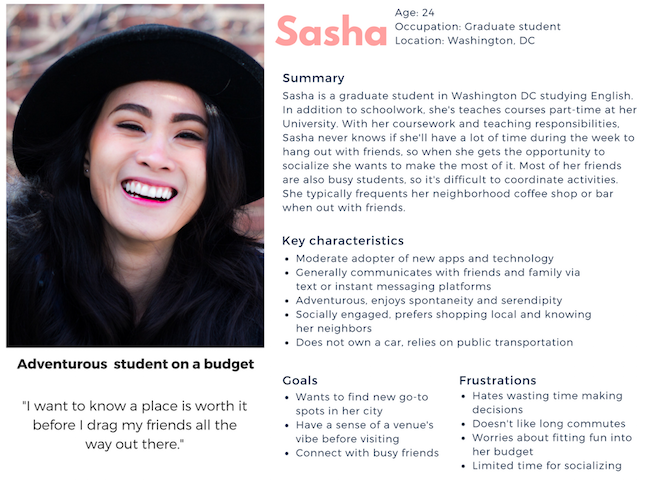 Sasha
Age: 24
Occupation: Graduate student
Location: Washington, DC
Summary
Sasha is a graduate student in Washington DC studying English.
In addition to schoolwork, she's teaches courses part-time at her
University. With her coursework and teaching responsibilities,
Sasha never knows if she'll have a lot of time during the week to
hang out with friends, so when she gets the opportunity to
socialize she wants to make the most of it. Most of her friends
are also busy students, so it's difficult to coordinate activities.
She typically frequents her neighborhood coffee shop or bar
when out with friends.
Key characteristics
• Moderate adopter of new apps and technology
• Generally communicates with friends and family via
text or instant messaging platforms
• Adventurous, enjoys spontaneity and serendipity
• Socially engaged, prefers shopping local and knowing
her neighbors
• Does not own a car, relies on public transportation
Adventurous student on a budget
"I want to know a place is worth it
before I drag my friends all the
way out there."
Goals
• Wants to find new go-to
spots in her city
• Have a sense of a venue's
vibe before visiting
• Connect with busy friends
Frustrations
• Hates wasting time making
decisions
• Doesn't like long commutes
• Worries about fitting fun into
her budget
• Limited time for socializing